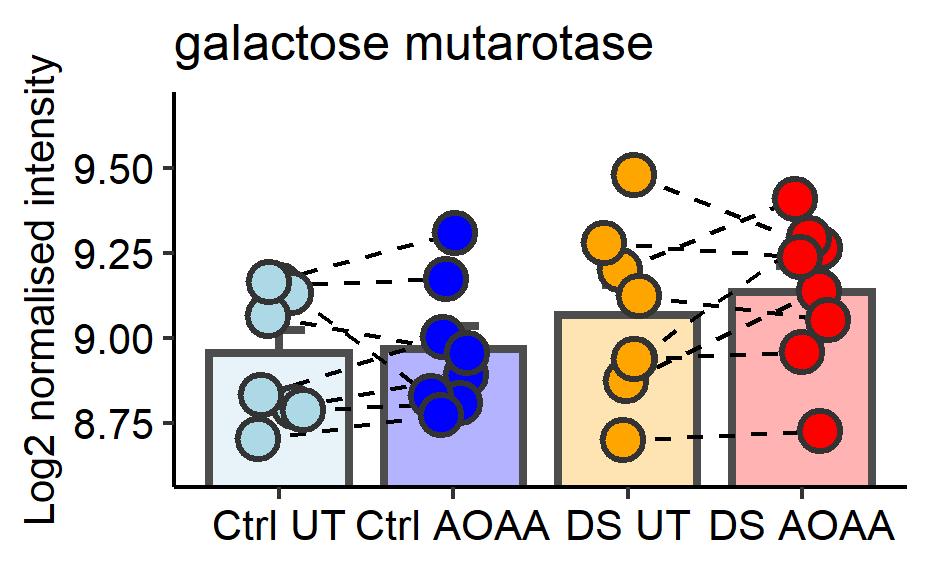 galactose mutarotase
Log2 normalised intensity
9.50
9.25
9.00
8.75
Ctrl UT Ctrl AOAA DS UT DS AOAA